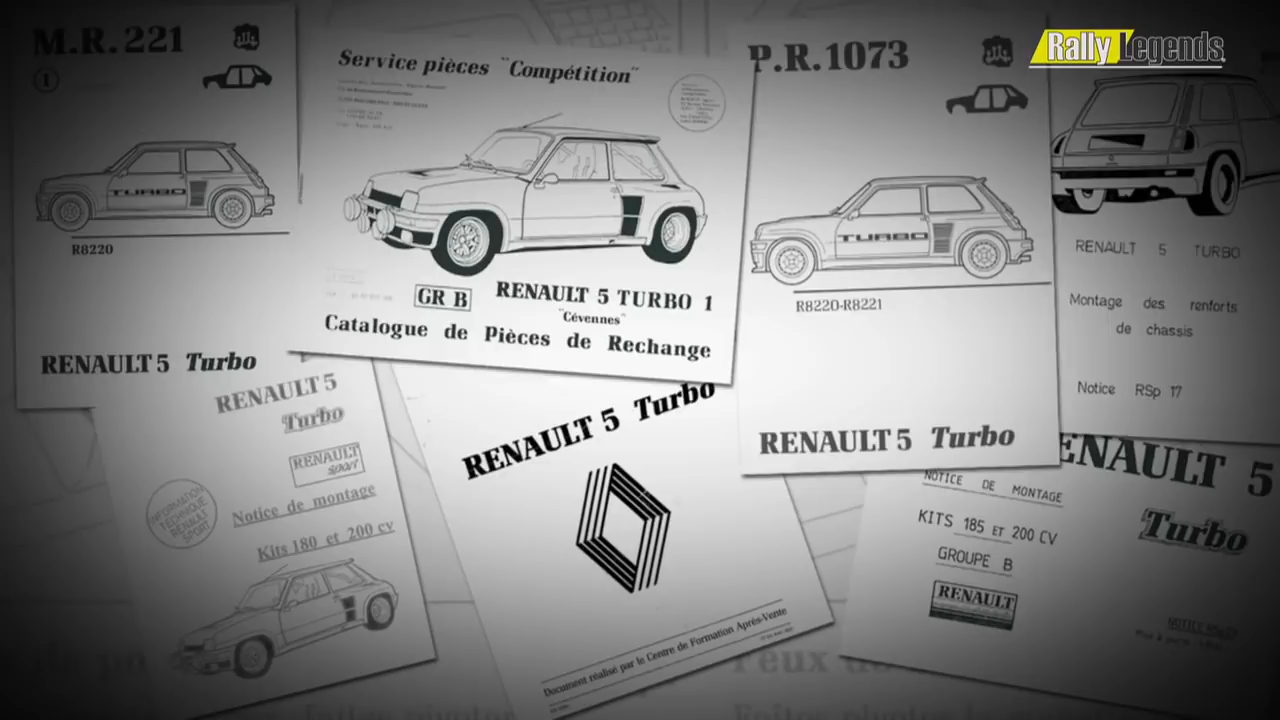 Rally Legends
M.R. 221
1
TURBO
R8220
RENAULT 5 Turbo
Service pièces "Compétition"
GR B
RENAULT 5 TURBO 1
"Cévennes"
Catalogue de Pièces de Rechange
P.R. 1073
TURBO
R8220-R8221
RENAULT 5 Turbo
RENAULT 5 TURBO
Montage des renforts
de chassis
Notice RSp 17
RENAULT 5
Turbo
RENAULT
sport
INFORMATION
TECHNIQUE
RENAULT
SPORT
Notice de montage
Kits 180 et 200 cv
RENAULT 5 Turbo
Document réalisé par le Centre de Formation Après-Vente
ENAULT 5
Turbo
NOTICE DE MONTAGE
KITS 185 ET 200 CV
GROUPE B
RENAULT